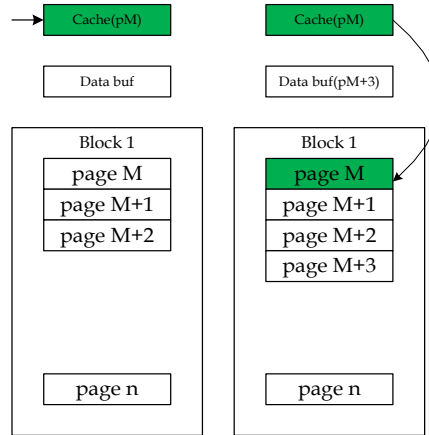 Cache(pM)
Data buf
Block 1
page M
page M+1
page M+2
page n
Cache(pM)
Data buf(pM+3)
Block 1
page M
page M+1
page M+2
page M+3
page n